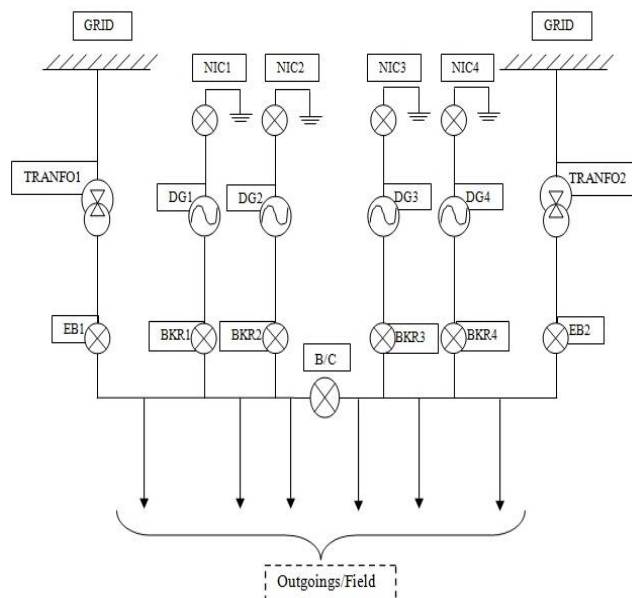 GRID
GRID
NIC1
NIC2
NIC3
NIC4
TRANFO1
DG1
DG2
DG3
DG4
TRANFO2
EB1
BKR1
BKR2
B/C
BKR3
BKR4
EB2
Outgoings/Field